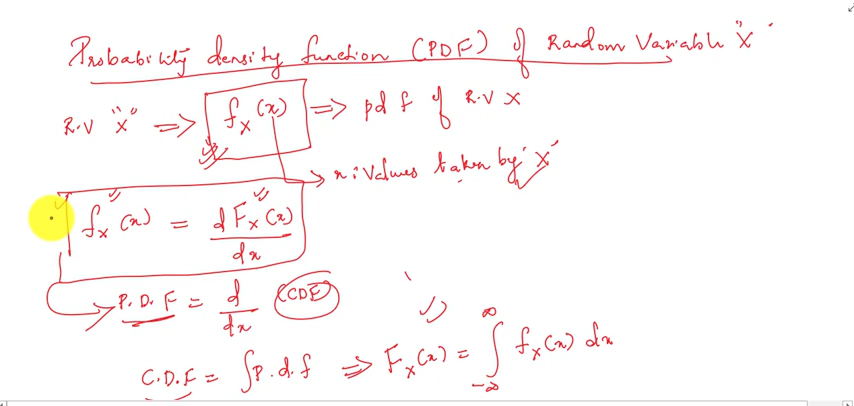 Probability density function (PDF) of Random Variable "X"
R.V "X" => f_X(x) => pdf of R.V X
x: Values taken by "X"
f_X(x) = dF_X(x)/dx
P.D.F = d/dx (CDF)
C.D.F = ∫P.d.f => F_X(x) = ∫_{-∞}^{∞} f_X(x) dx